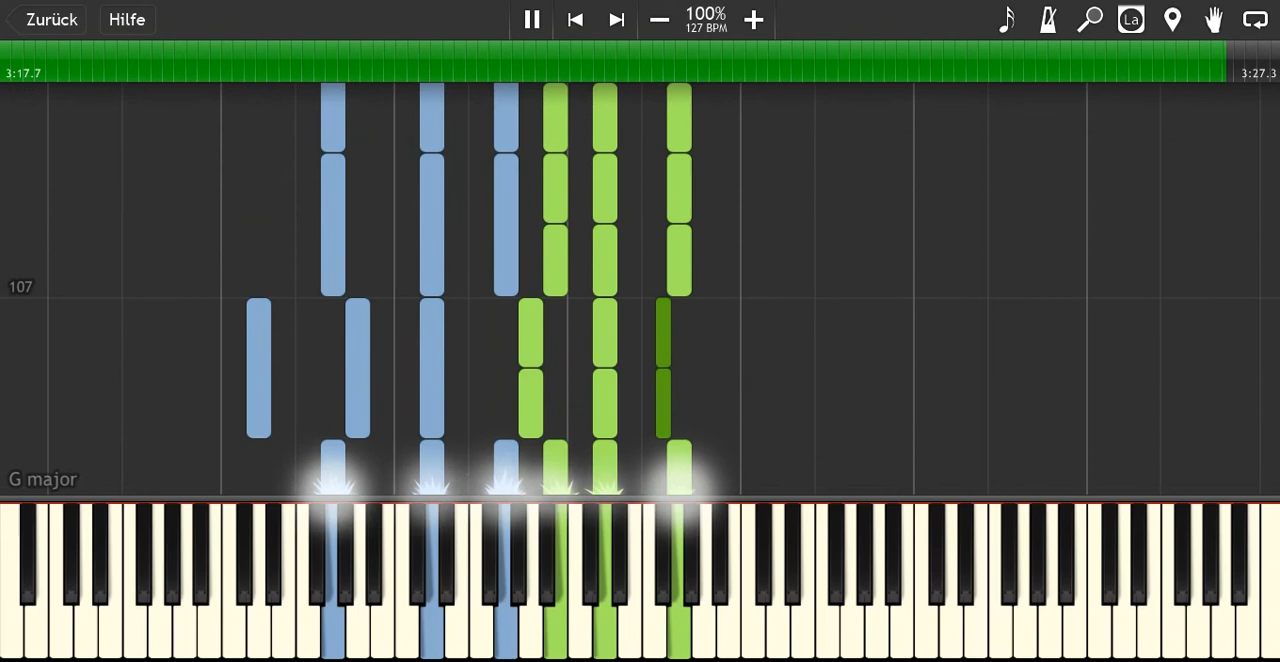 Zurück
Hilfe
100%
127 BPM
La
3:17.7
3:27.3
107
G major